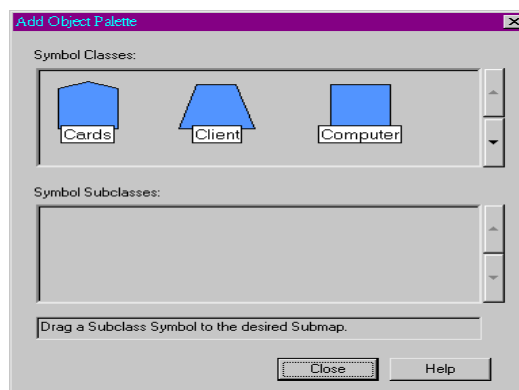 Add Object Palette
Symbol Classes:
Cards Client Computer
Symbol Subclasses:
Drag a Subclass Symbol to the desired Submap.
Close Help